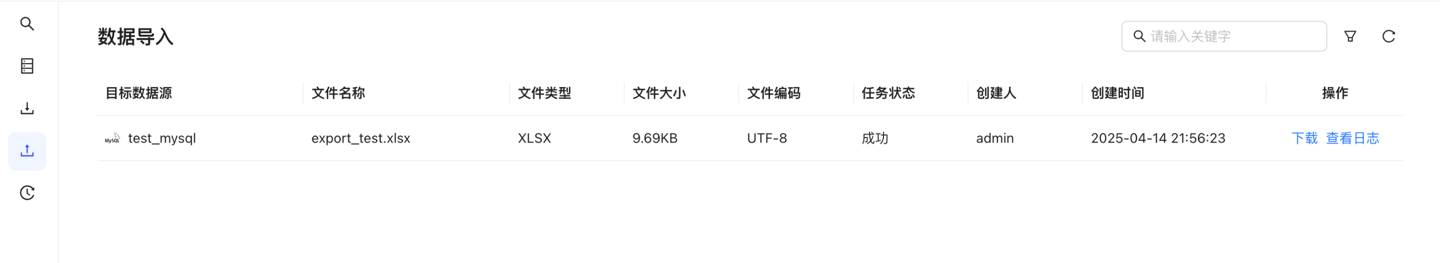 数据导入
请输入关键字
目标数据源 文件名称 文件类型 文件大小 文件编码 任务状态 创建人 创建时间 操作
MySQL test_mysql export_test.xlsx XLSX 9.69KB UTF-8 成功 admin 2025-04-14 21:56:23 下载 查看日志